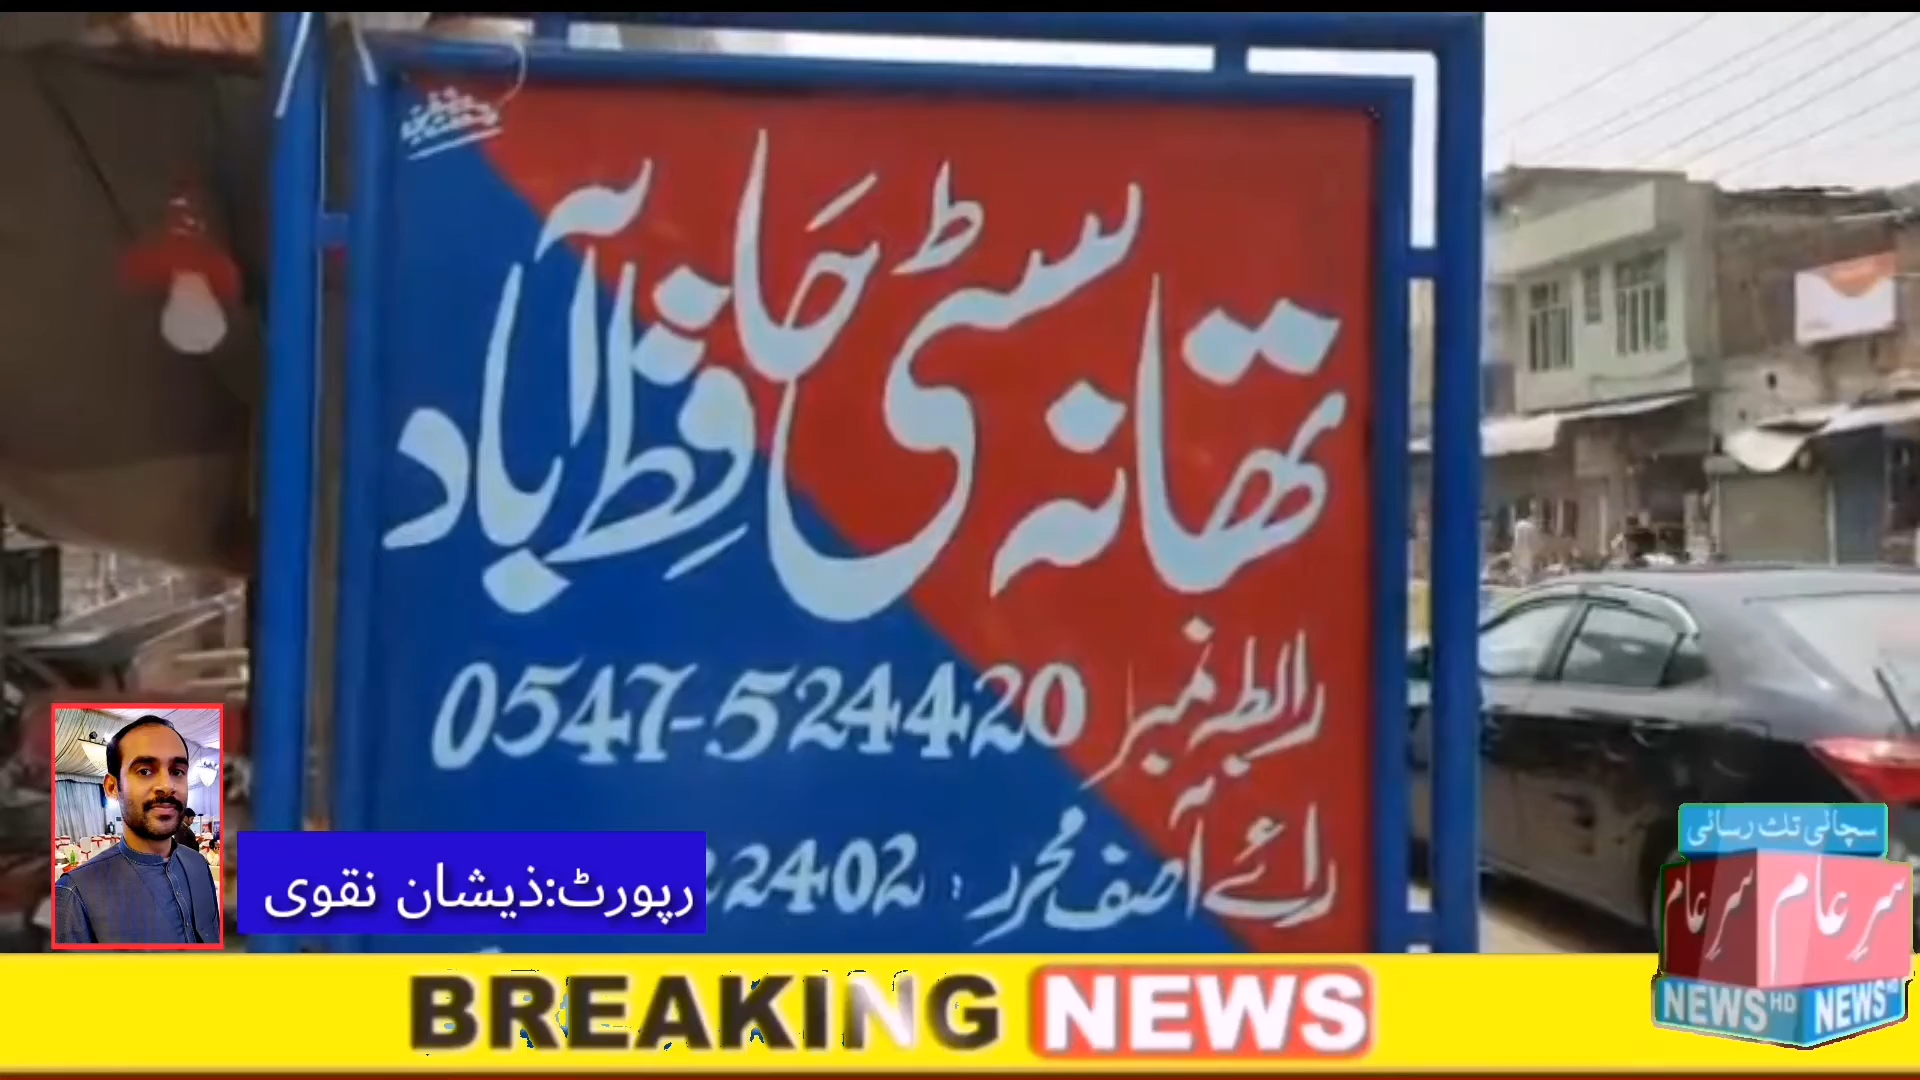 تھانہ سٹی حافظ آباد
رابطہ نمبر 0547-524420
رائے آصف محرر : 22402
رپورٹ:ذیشان نقوی
سچائی تک رسائی
سرِعام
سرِعام
NEWS HD
NEWS HD
BREAKING NEWS